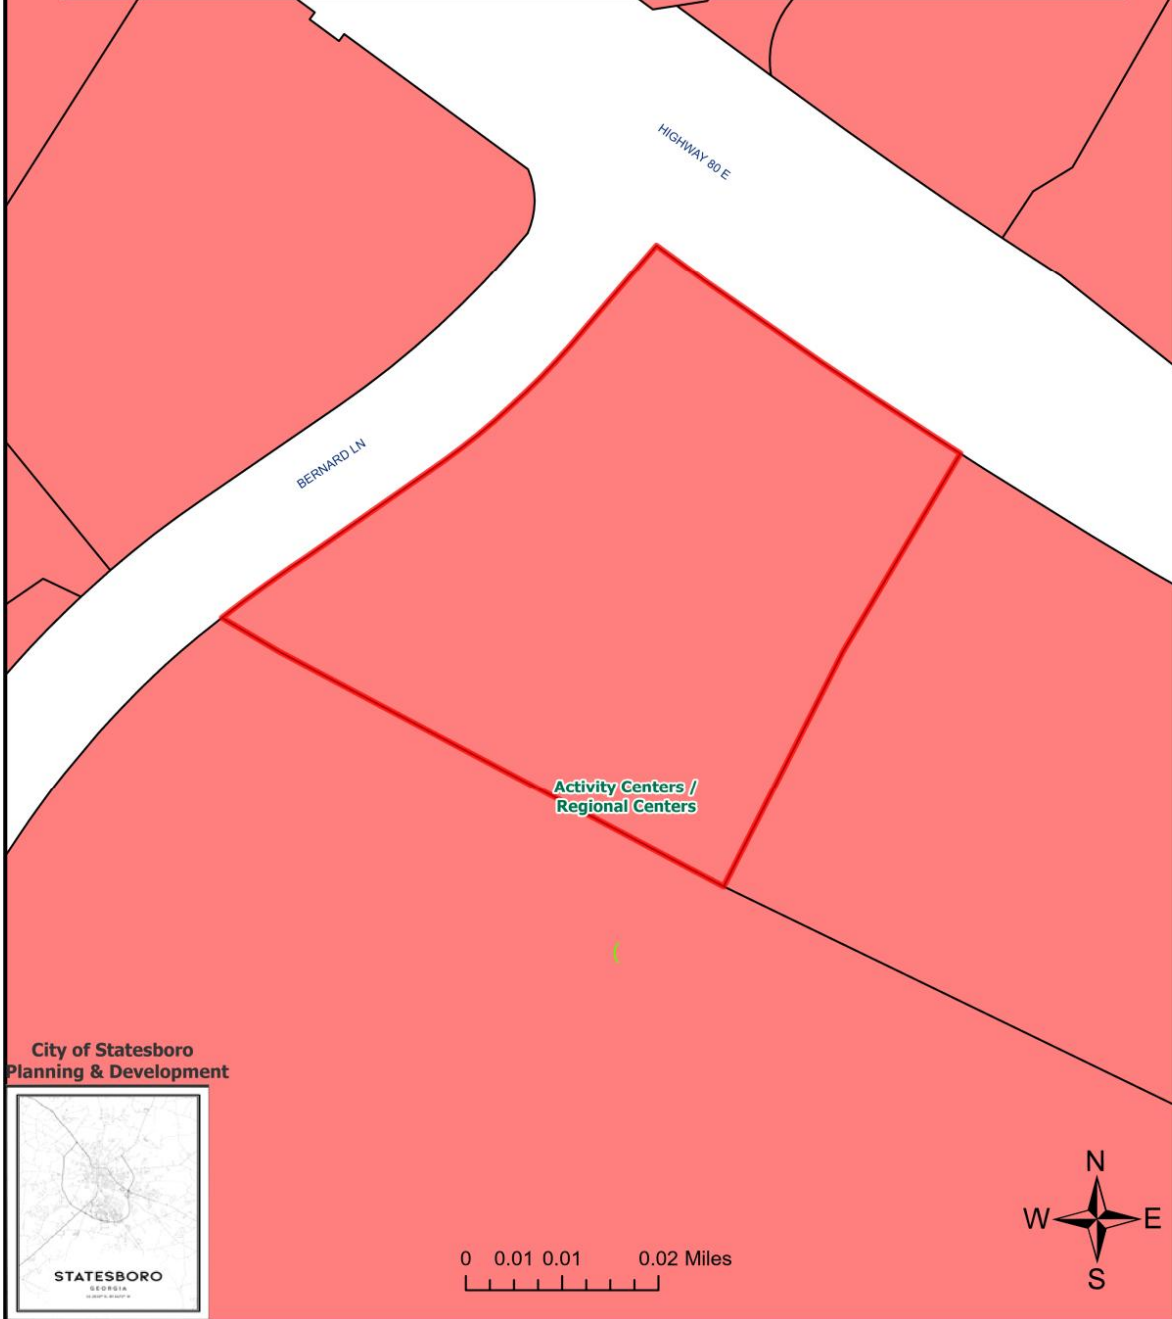 HIGHWAY 80 E
BERNARD LN
Activity Centers /
Regional Centers
City of Statesboro
Planning & Development
STATESBORO
GEORGIA
N
W
E
S
0 0.01 0.01 0.02 Miles